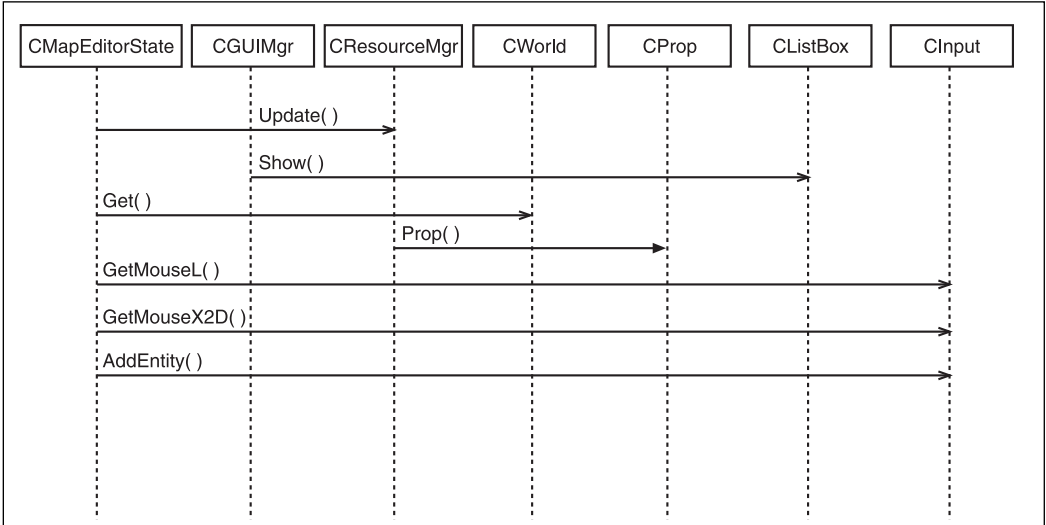 CMapEditorState CGUIMgr CResourceMgr CWorld CProp CListBox CInput
Update( )
Show( )
Get( )
Prop( )
GetMouseL( )
GetMouseX2D( )
AddEntity( )